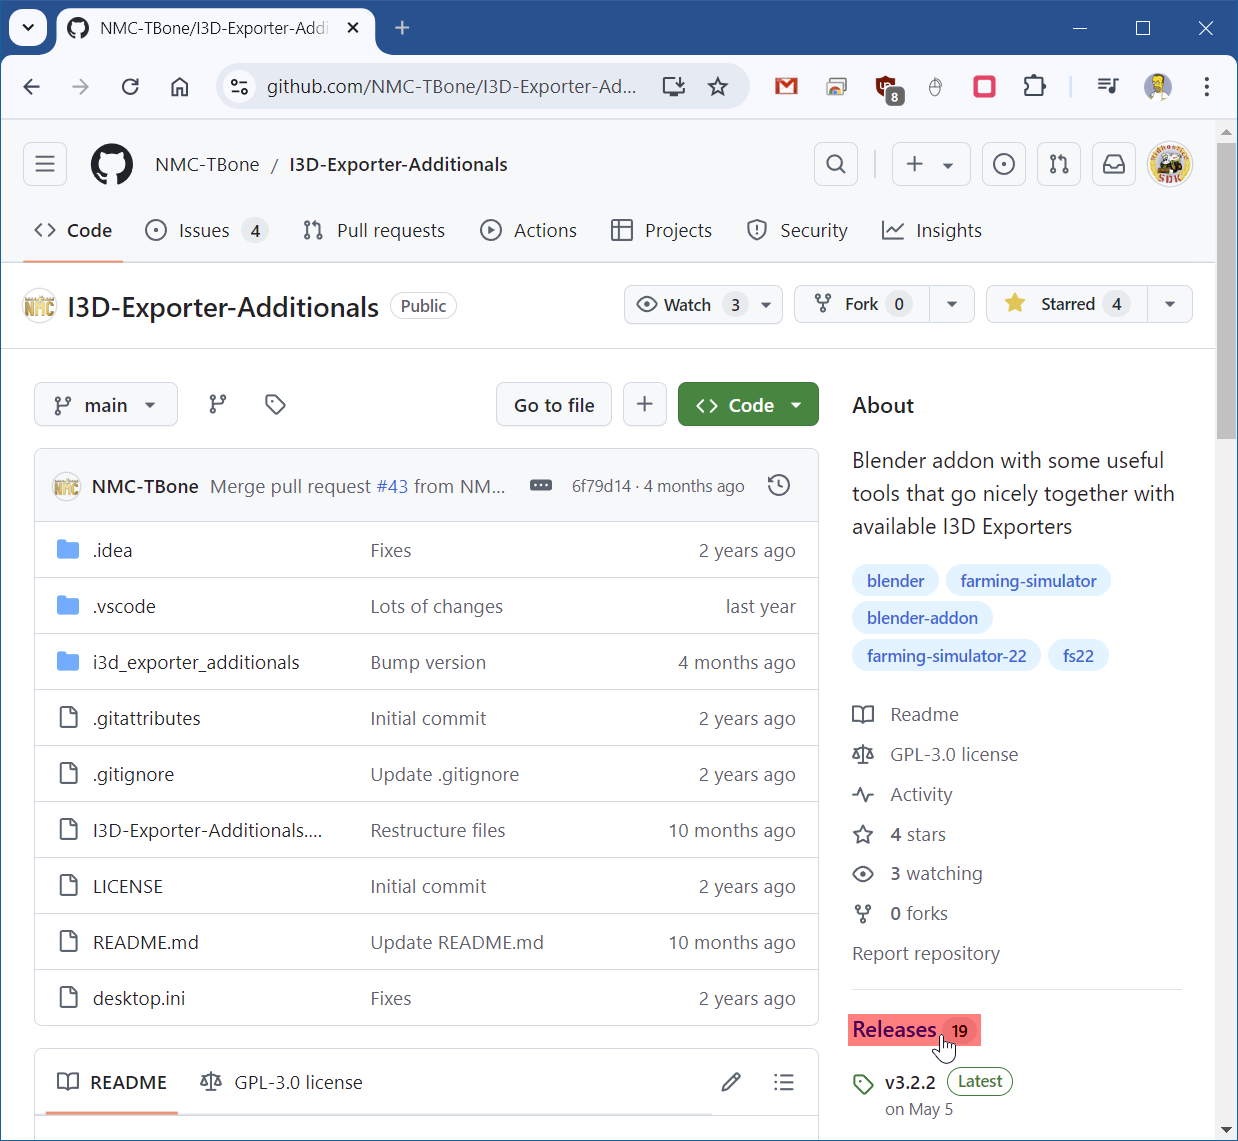 NMC-TBone/I3D-Exporter-Addi
github.com/NMC-TBone/I3D-Exporter-Ad...
8
NMC-TBone / I3D-Exporter-Additionals
Code
Issues 4
Pull requests
Actions
Projects
Security
Insights
NMC I3D-Exporter-Additionals Public
Watch 3
Fork 0
Starred 4
main
Go to file
Code
NMC NMC-TBone Merge pull request #43 from NM... 6f79d14 · 4 months ago
.idea Fixes 2 years ago
.vscode Lots of changes last year
i3d_exporter_additionals Bump version 4 months ago
.gitattributes Initial commit 2 years ago
.gitignore Update .gitignore 2 years ago
I3D-Exporter-Additionals.... Restructure files 10 months ago
LICENSE Initial commit 2 years ago
README.md Update README.md 10 months ago
desktop.ini Fixes 2 years ago
README GPL-3.0 license
About
Blender addon with some useful
tools that go nicely together with
available I3D Exporters
blender farming-simulator
blender-addon
farming-simulator-22 fs22
Readme
GPL-3.0 license
Activity
4 stars
3 watching
0 forks
Report repository
Releases 19
v3.2.2 Latest
on May 5